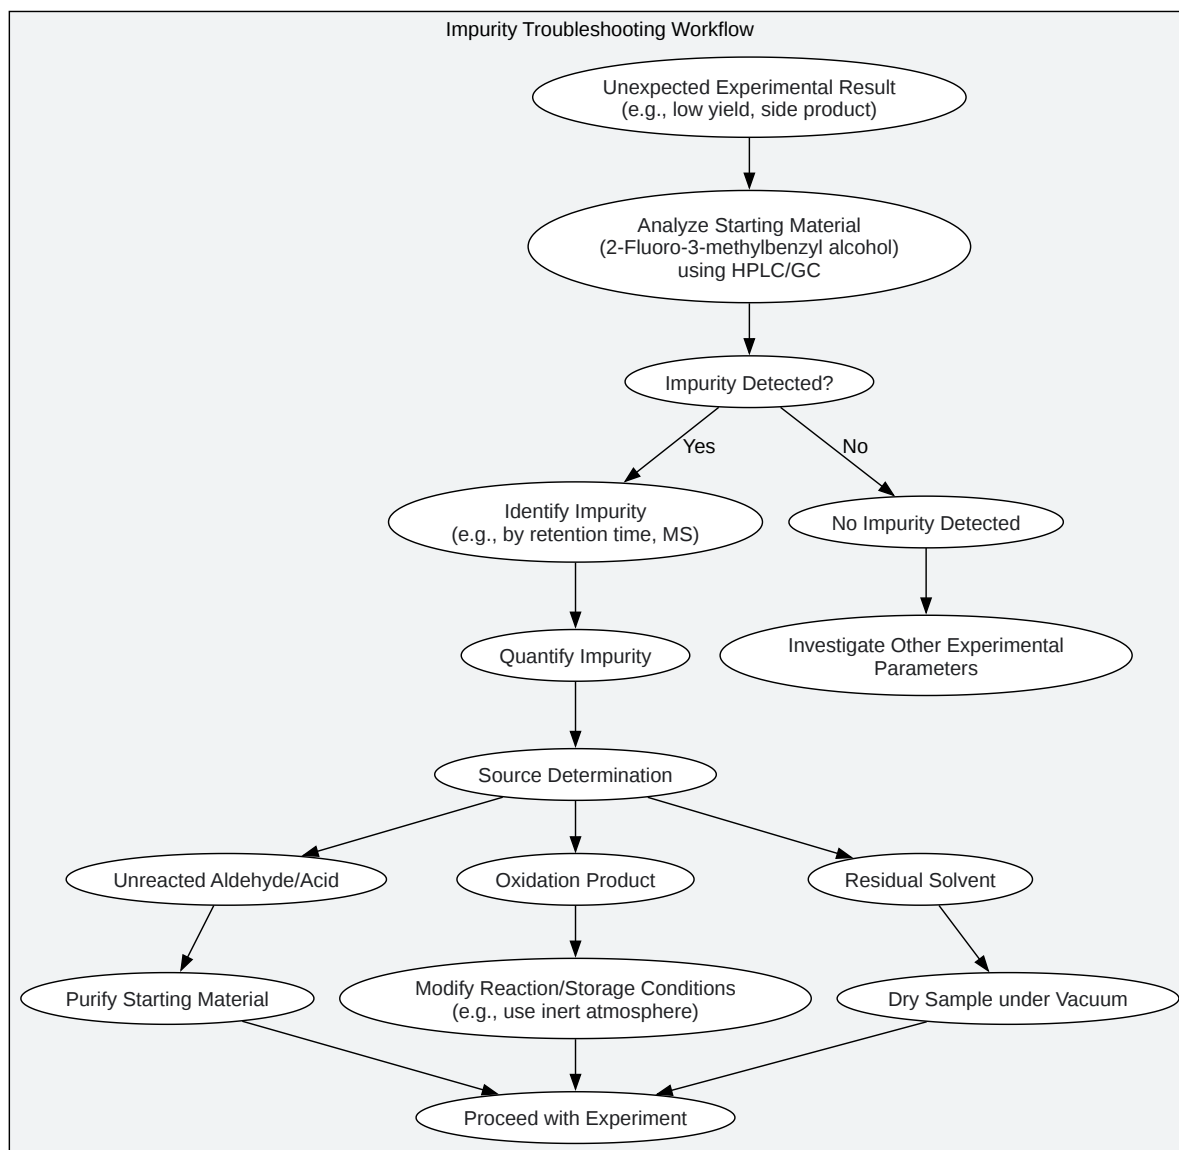 Impurity Troubleshooting Workflow
Unexpected Experimental Result
(e.g., low yield, side product)
Analyze Starting Material
(2-Fluoro-3-methylbenzyl alcohol)
using HPLC/GC
Impurity Detected?
Yes
No
Identify Impurity
(e.g., by retention time, MS)
No Impurity Detected
Quantify Impurity
Investigate Other Experimental
Parameters
Source Determination
Unreacted Aldehyde/Acid
Oxidation Product
Residual Solvent
Purify Starting Material
Modify Reaction/Storage Conditions
(e.g., use inert atmosphere)
Dry Sample under Vacuum
Proceed with Experiment